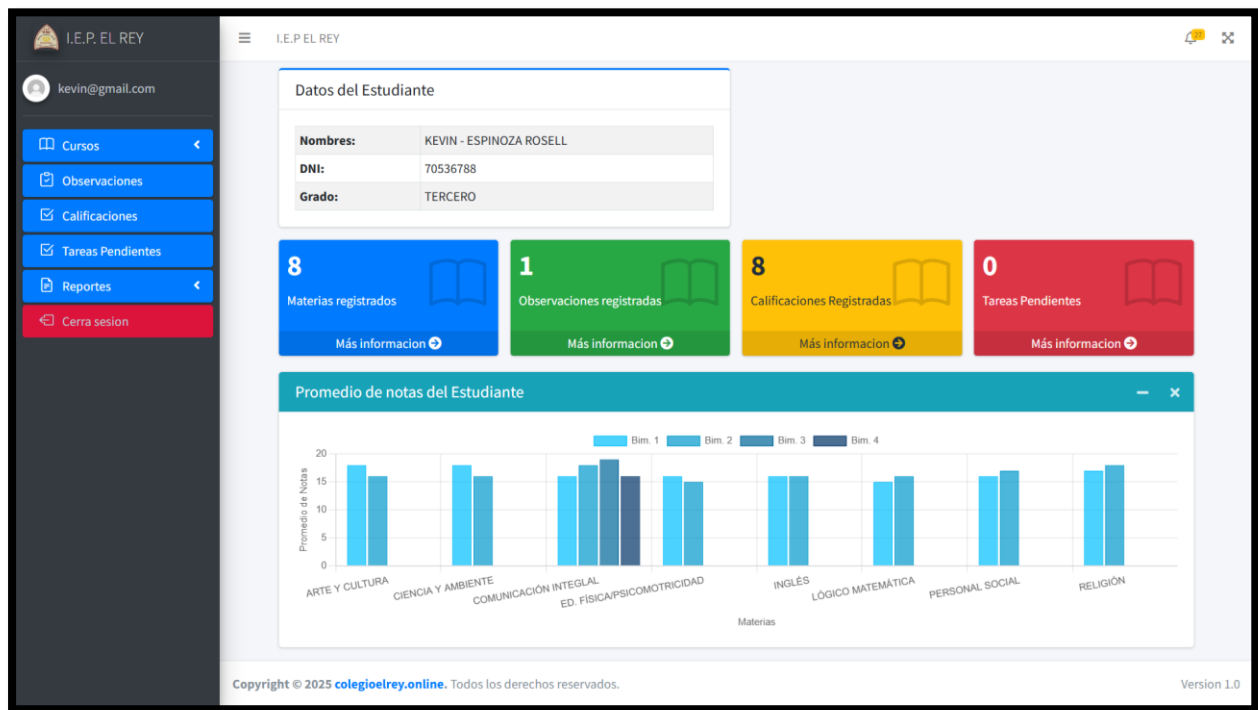 I.E.P. EL REY
I.E.P EL REY
27
kevin@gmail.com
Cursos
Observaciones
Calificaciones
Tareas Pendientes
Reportes
Cerra sesion
Datos del Estudiante
Nombres: KEVIN - ESPINOZA ROSELL
DNI: 70536788
Grado: TERCERO
8
Materias registrados
Más informacion
1
Observaciones registradas
Más informacion
8
Calificaciones Registradas
Más informacion
0
Tareas Pendientes
Más informacion
Promedio de notas del Estudiante
Bim. 1 Bim. 2 Bim. 3 Bim. 4
Promedio de Notas
20
15
10
5
0
ARTE Y CULTURA
CIENCIA Y AMBIENTE
COMUNICACIÓN INTEGLAL
ED. FÍSICA/PSICOMOTRICIDAD
INGLÉS
LÓGICO MATEMÁTICA
PERSONAL SOCIAL
RELIGIÓN
Materias
Copyright © 2025 colegioelrey.online. Todos los derechos reservados.
Version 1.0